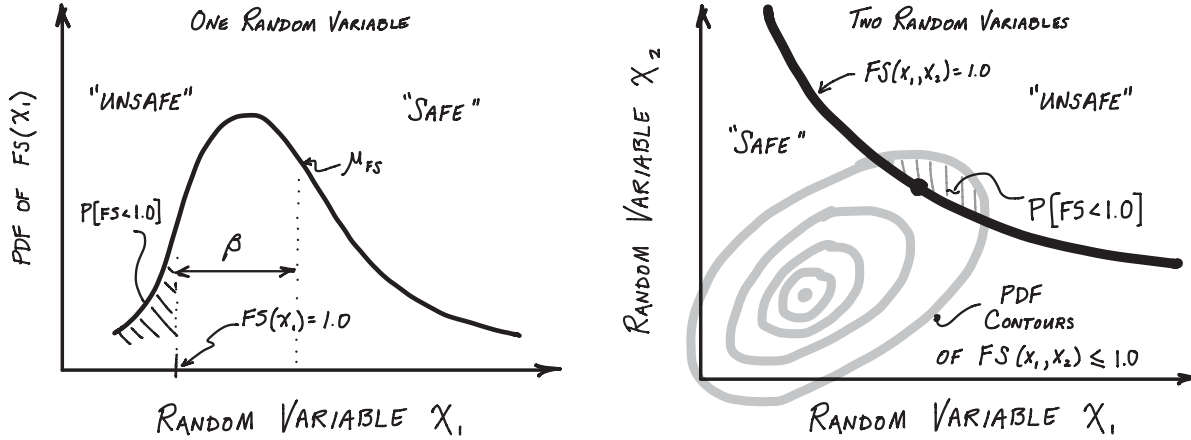 ONE RANDOM VARIABLE
"UNSAFE"
"SAFE"
PDF OF FS(X₁)
μFS
P[FS<1.0]
β
FS(X₁)=1.0
RANDOM VARIABLE X₁
TWO RANDOM VARIABLES
FS(X₁,X₂)=1.0
"UNSAFE"
"SAFE"
RANDOM VARIABLE X₂
P[FS<1.0]
PDF
CONTOURS
OF FS(X₁,X₂)≤1.0
RANDOM VARIABLE X₁